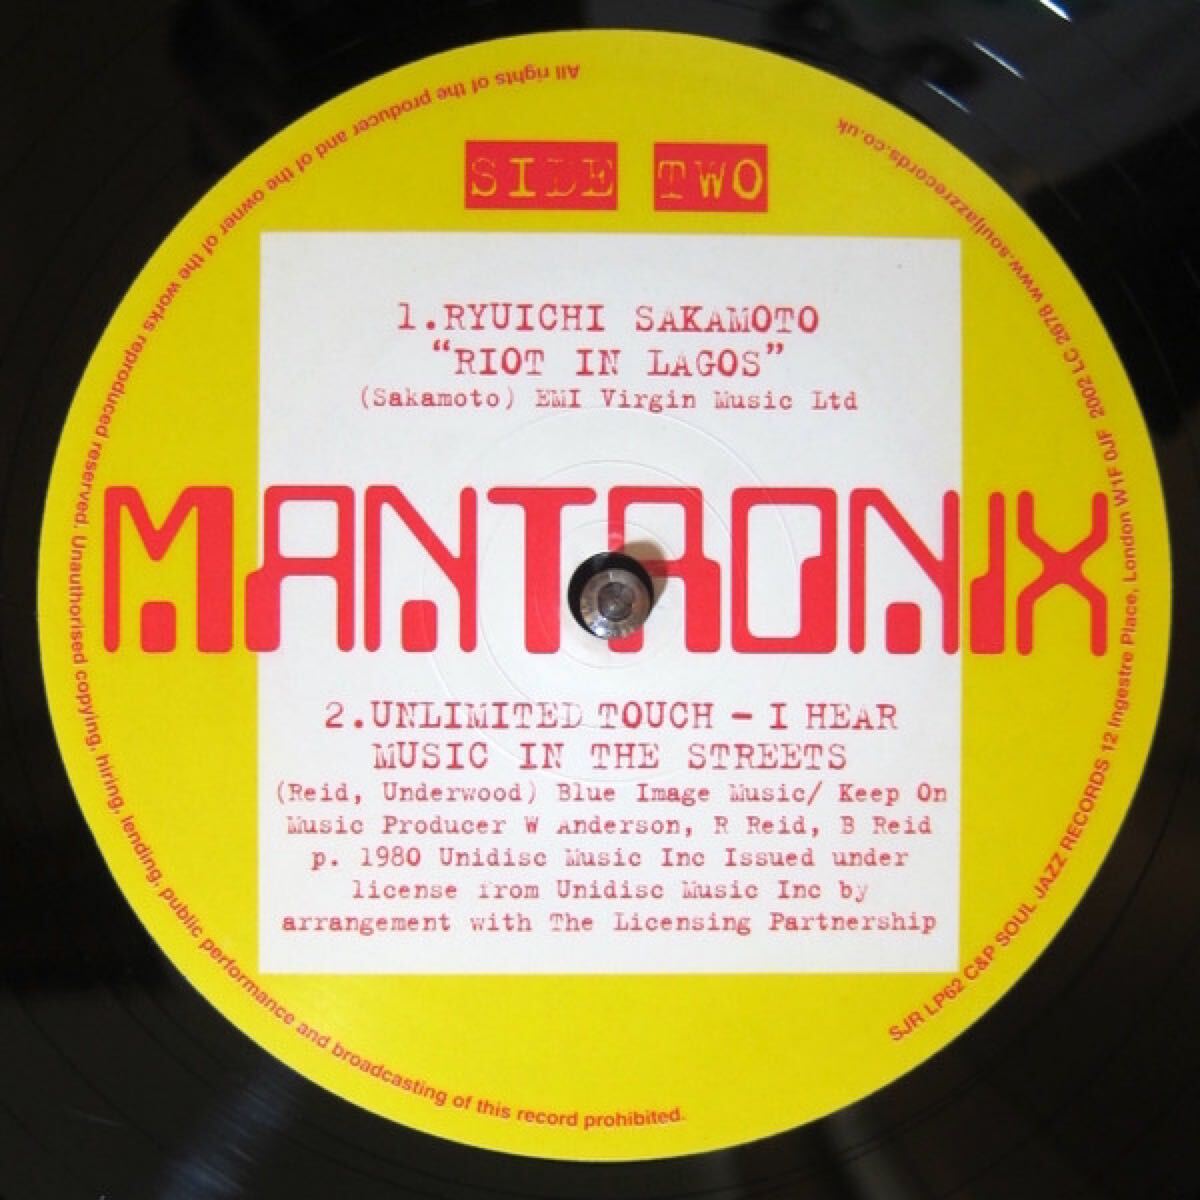 SIDE TWO
1.RYUICHI SAKAMOTO
“RIOT IN LAGOS”
(Sakamoto) EMI Virgin Music Ltd
MANTRONIX
2.UNLIMITED TOUCH – I HEAR
MUSIC IN THE STREETS
(Reid, Underwood) Blue Image Music/ Keep On
Music Producer W Anderson, R Reid, B Reid
p. 1980 Unidisc Music Inc Issued under
license from Unidisc Music Inc by
arrangement with The Licensing Partnership
All rights of the producer and of the owner of the works reproduced reserved. Unauthorised copying, hiring, lending, public performance and broadcasting of this record prohibited.
SJR LP62 C&P SOUL JAZZ RECORDS 12 Ingestre Place, London W1F 0JF 2002 LC 2678 www.souljazzrecords.co.uk